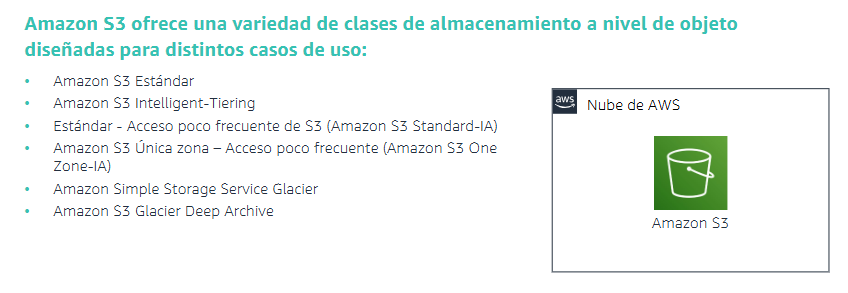 Amazon S3 ofrece una variedad de clases de almacenamiento a nivel de objeto
diseñadas para distintos casos de uso:
• Amazon S3 Estándar
• Amazon S3 Intelligent-Tiering
• Estándar - Acceso poco frecuente de S3 (Amazon S3 Standard-IA)
• Amazon S3 Única zona – Acceso poco frecuente (Amazon S3 One
Zone-IA)
• Amazon Simple Storage Service Glacier
• Amazon S3 Glacier Deep Archive
aws
Nube de AWS
Amazon S3